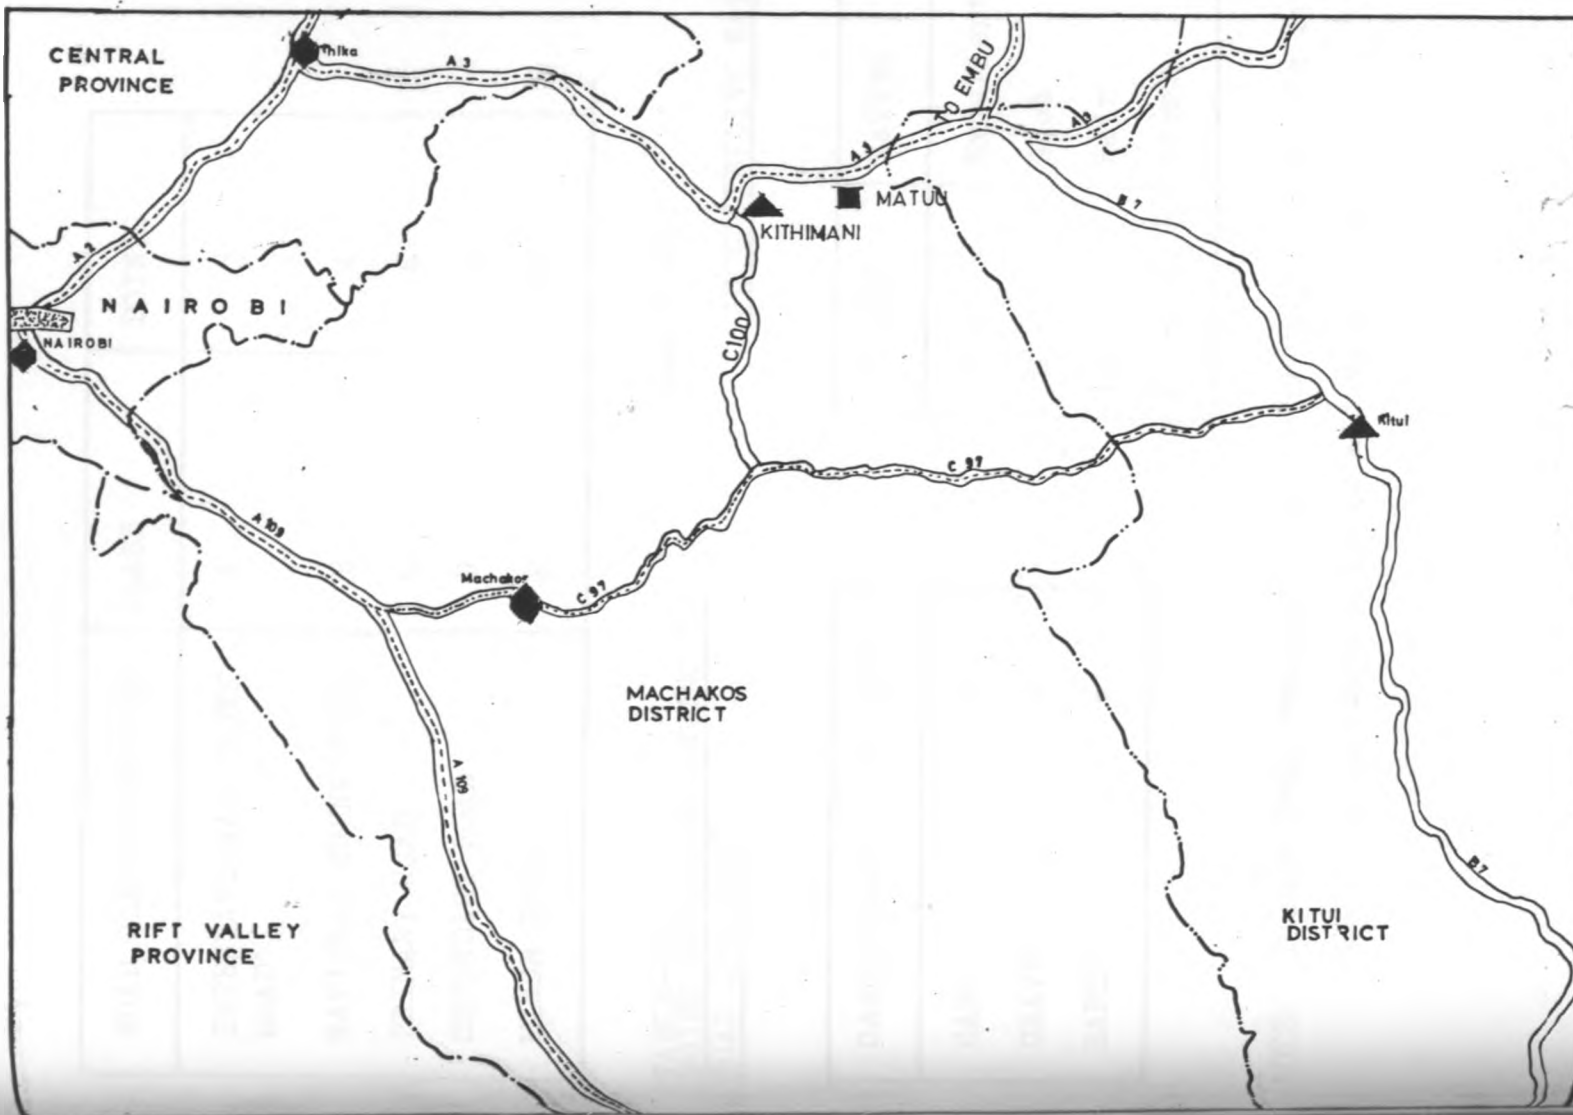 CENTRAL
PROVINCE
Thika
A 3
TO EMBU
A 3
MATUU
KITHIMANI
B 7
A 2
NAIROBI
NAIROBI
C100
Kitui
C 97
A 109
Machakos
C 97
MACHAKOS
DISTRICT
A 109
B 7
RIFT VALLEY
PROVINCE
KITUI
DISTRICT